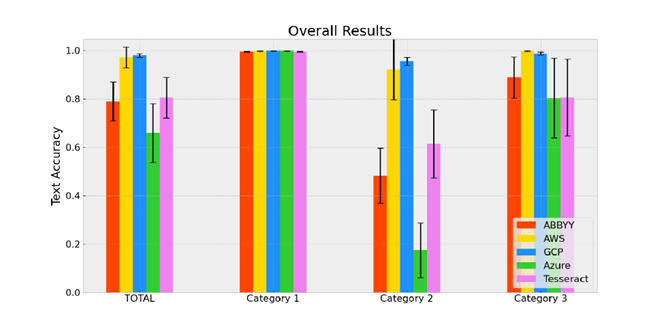 Overall Results
Text Accuracy
1.0
0.8
0.6
0.4
0.2
0.0
TOTAL
Category 1
Category 2
Category 3
ABBYY
AWS
GCP
Azure
Tesseract